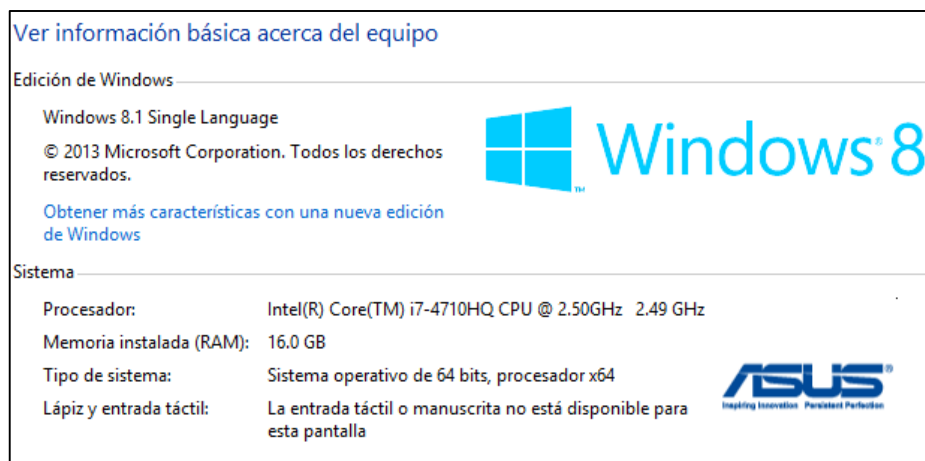 Ver información básica acerca del equipo
Edición de Windows
Windows 8.1 Single Language
© 2013 Microsoft Corporation. Todos los derechos
reservados.
Obtener más características con una nueva edición
de Windows
™ Windows® 8
Sistema
Procesador: Intel(R) Core(TM) i7-4710HQ CPU @ 2.50GHz 2.49 GHz
Memoria instalada (RAM): 16.0 GB
Tipo de sistema: Sistema operativo de 64 bits, procesador x64
Lápiz y entrada táctil: La entrada táctil o manuscrita no está disponible para
esta pantalla
ASUS®
Inspiring Innovation Persistent Perfection